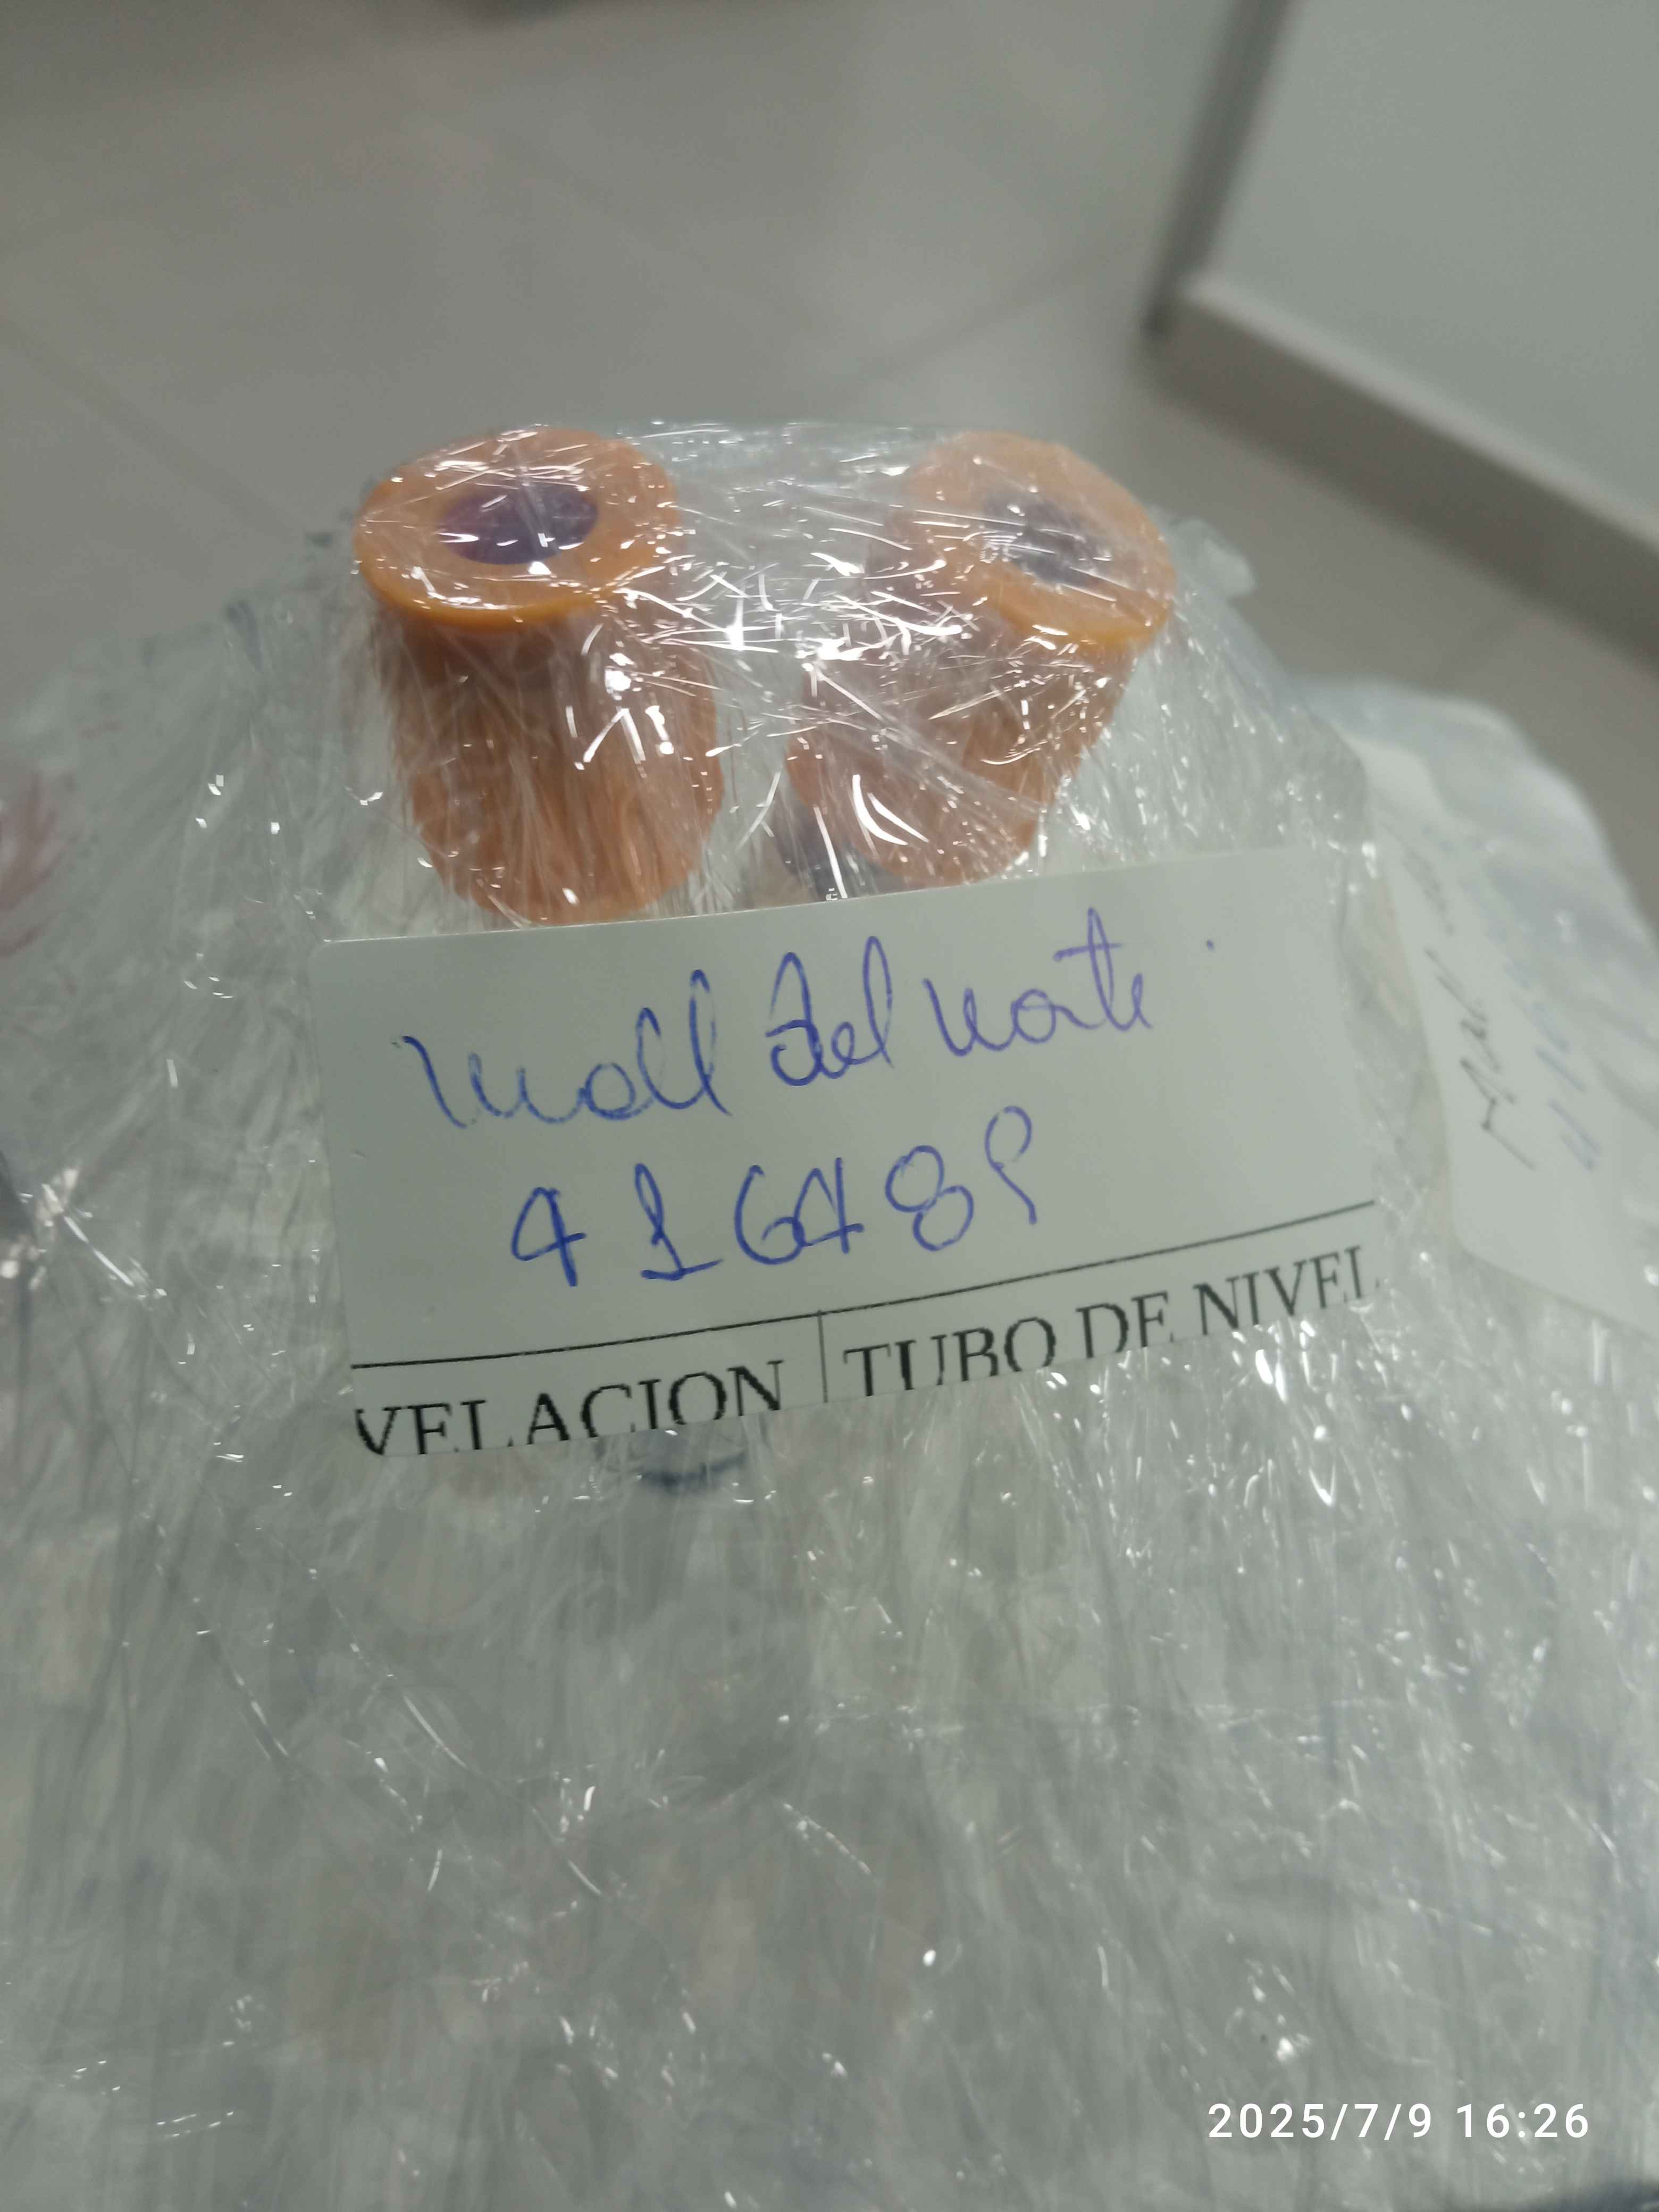 Mall del Norte
416489
VELACION TUBO DE NIVEL
2025/7/9 16:26